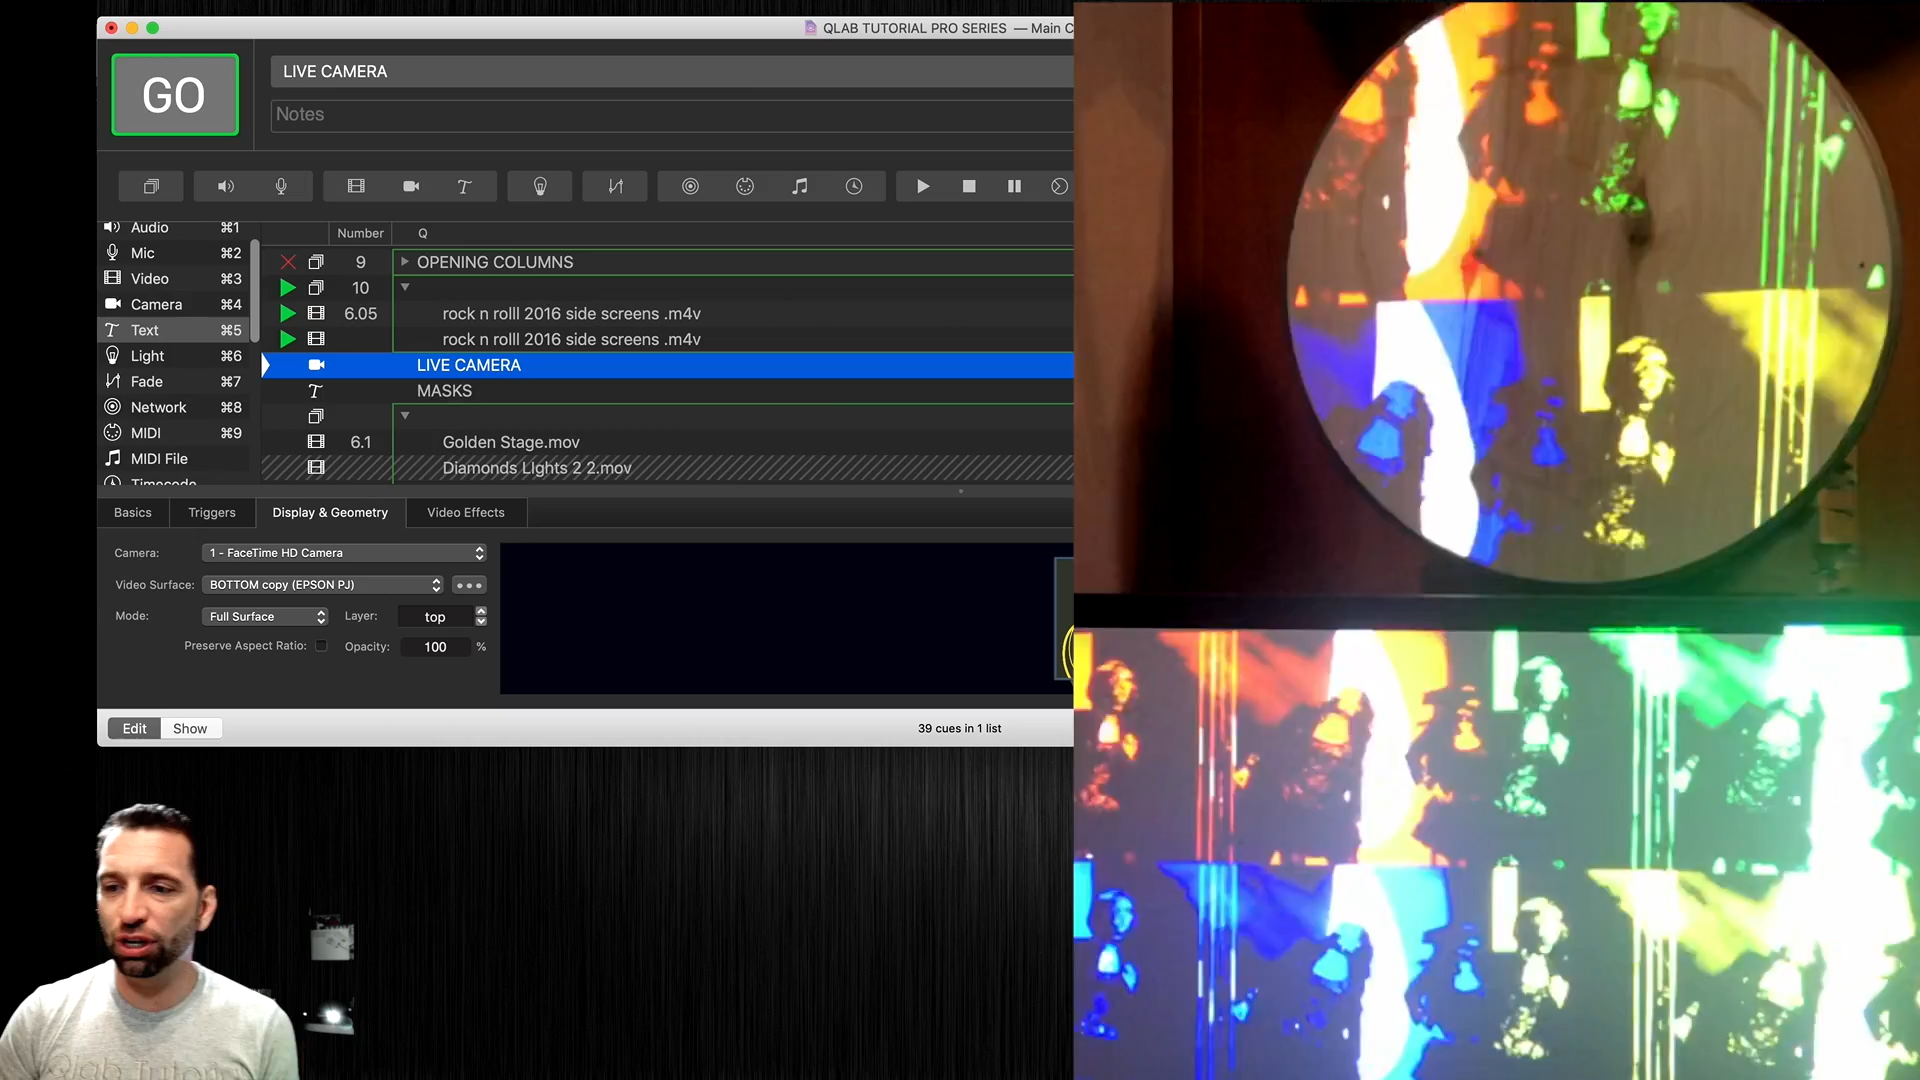 QLAB TUTORIAL PRO SERIES — Main C
GO
LIVE CAMERA
Notes
Number Q
Audio ⌘1
Mic ⌘2
Video ⌘3
Camera ⌘4
Text ⌘5
Light ⌘6
Fade ⌘7
Network ⌘8
MIDI ⌘9
MIDI File
Timecode
9 OPENING COLUMNS
10
6.05 rock n rolll 2016 side screens .m4v
rock n rolll 2016 side screens .m4v
LIVE CAMERA
MASKS
6.1 Golden Stage.mov
Diamonds LIghts 2 2.mov
Basics Triggers Display & Geometry Video Effects
Camera: 1 - FaceTime HD Camera
Video Surface: BOTTOM copy (EPSON PJ)
Mode: Full Surface Layer: top
Preserve Aspect Ratio: Opacity: 100 %
Edit Show 39 cues in 1 list
Qlab Tutori